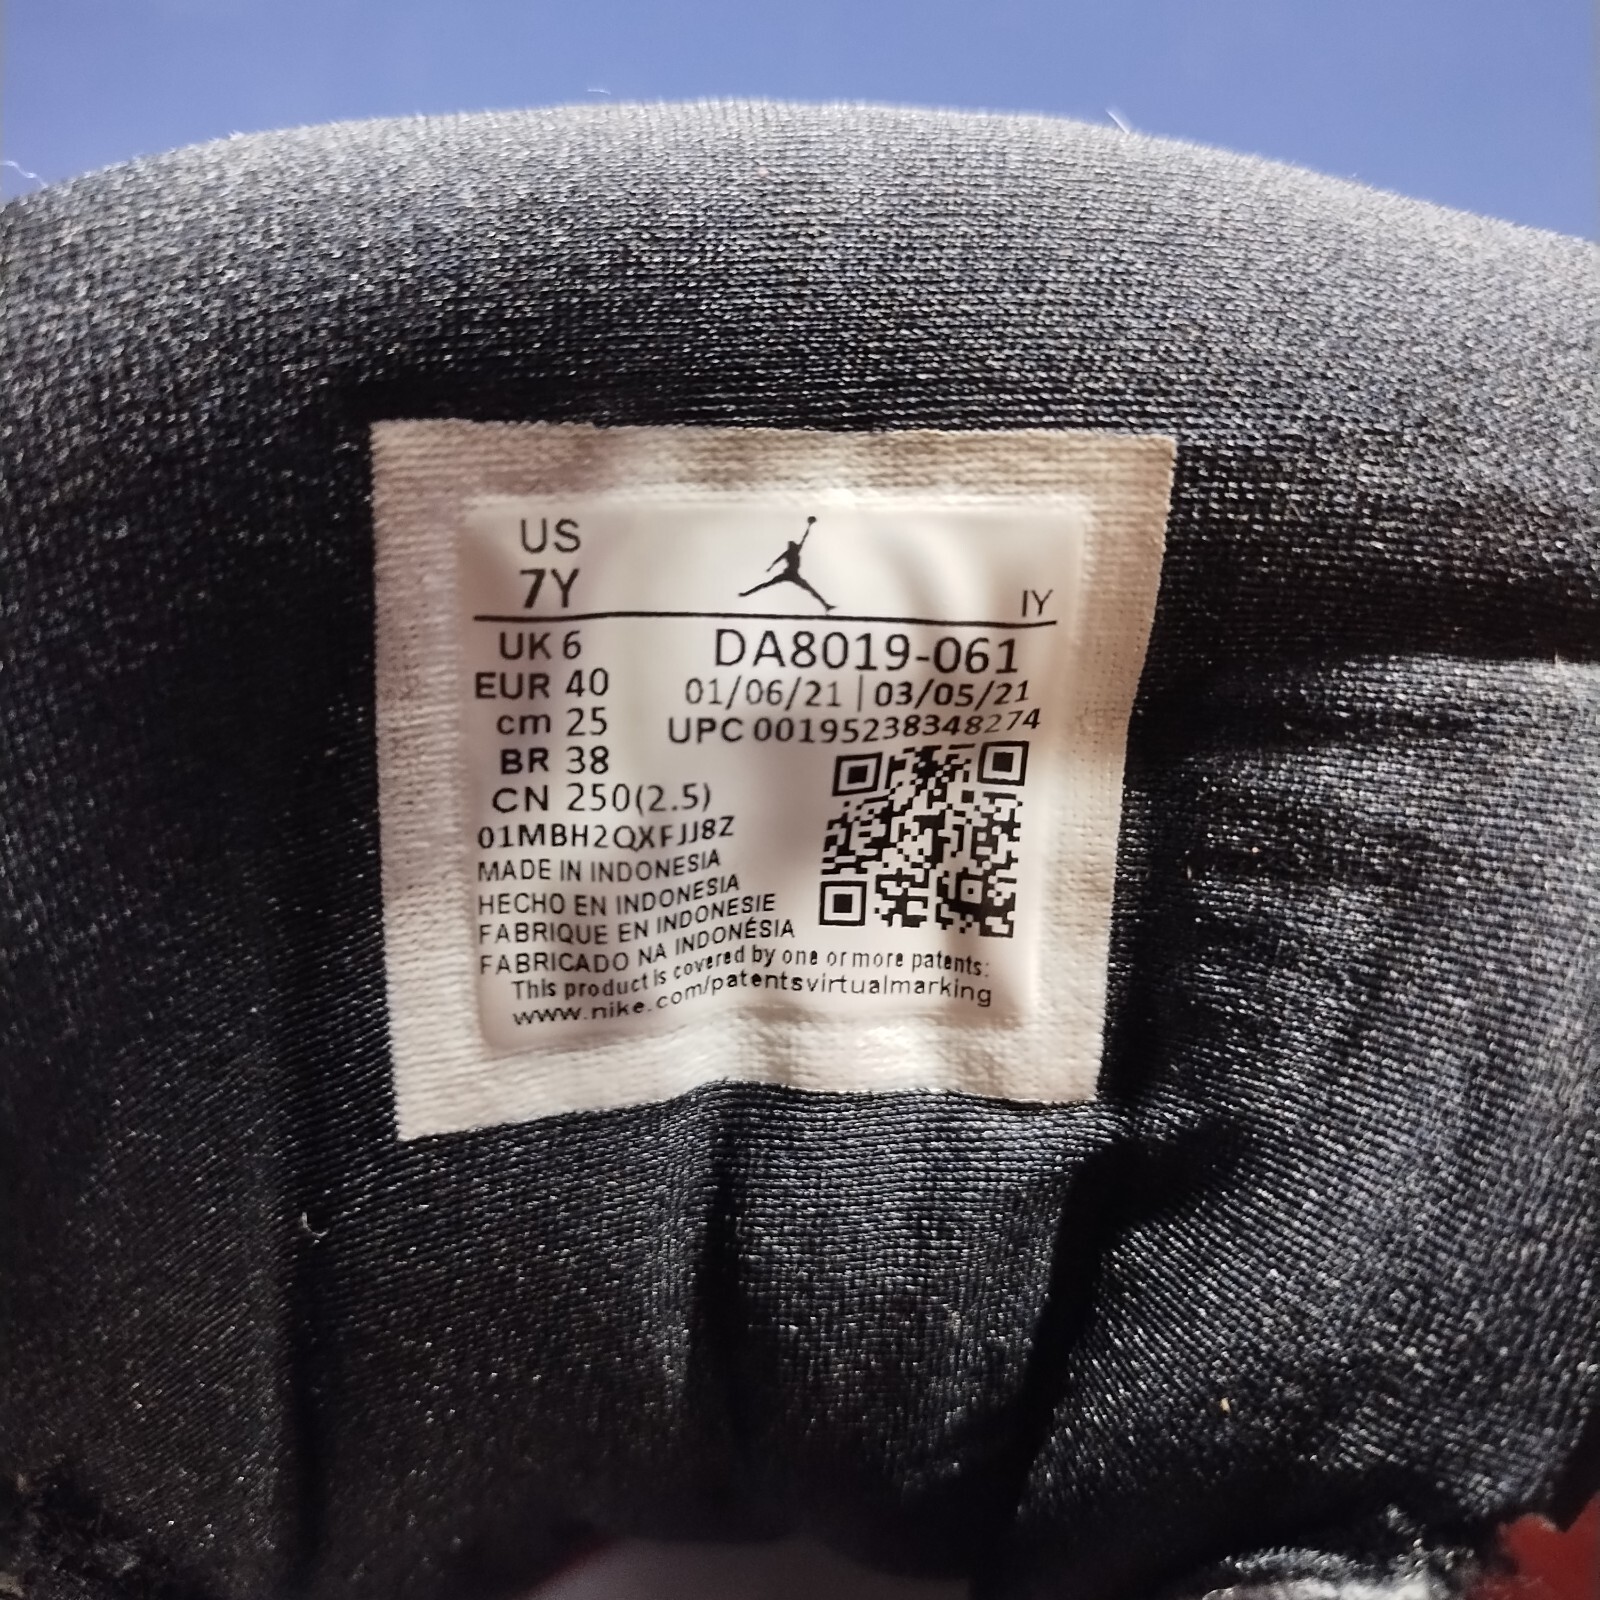 US
7Y
IY
UK 6
DA8019-061
EUR 40
01/06/21 | 03/05/21
cm 25
UPC 00195238348274
BR 38
CN 250(2.5)
01MBH2QXFJJ8Z
MADE IN INDONESIA
HECHO EN INDONESIA
FABRIQUE EN INDONESIE
FABRICADO NA INDONÉSIA
This product is covered by one or more patents:
www.nike.com/patentsvirtualmarking